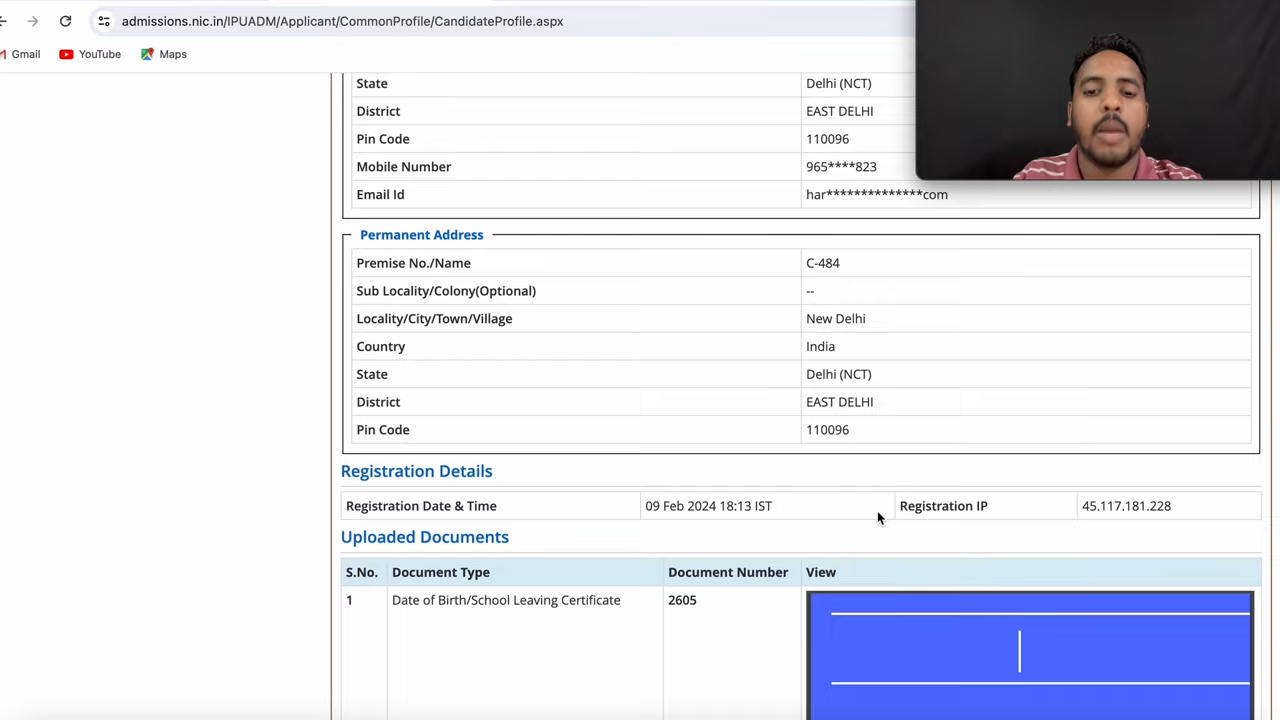 admissions.nic.in/IPUADM/Applicant/CommonProfile/CandidateProfile.aspx
Gmail YouTube Maps
State Delhi (NCT)
District EAST DELHI
Pin Code 110096
Mobile Number 965****823
Email Id har**************com
Permanent Address
Premise No./Name C-484
Sub Locality/Colony(Optional) --
Locality/City/Town/Village New Delhi
Country India
State Delhi (NCT)
District EAST DELHI
Pin Code 110096
Registration Details
Registration Date & Time 09 Feb 2024 18:13 IST Registration IP 45.117.181.228
Uploaded Documents
S.No. Document Type Document Number View
1 Date of Birth/School Leaving Certificate 2605